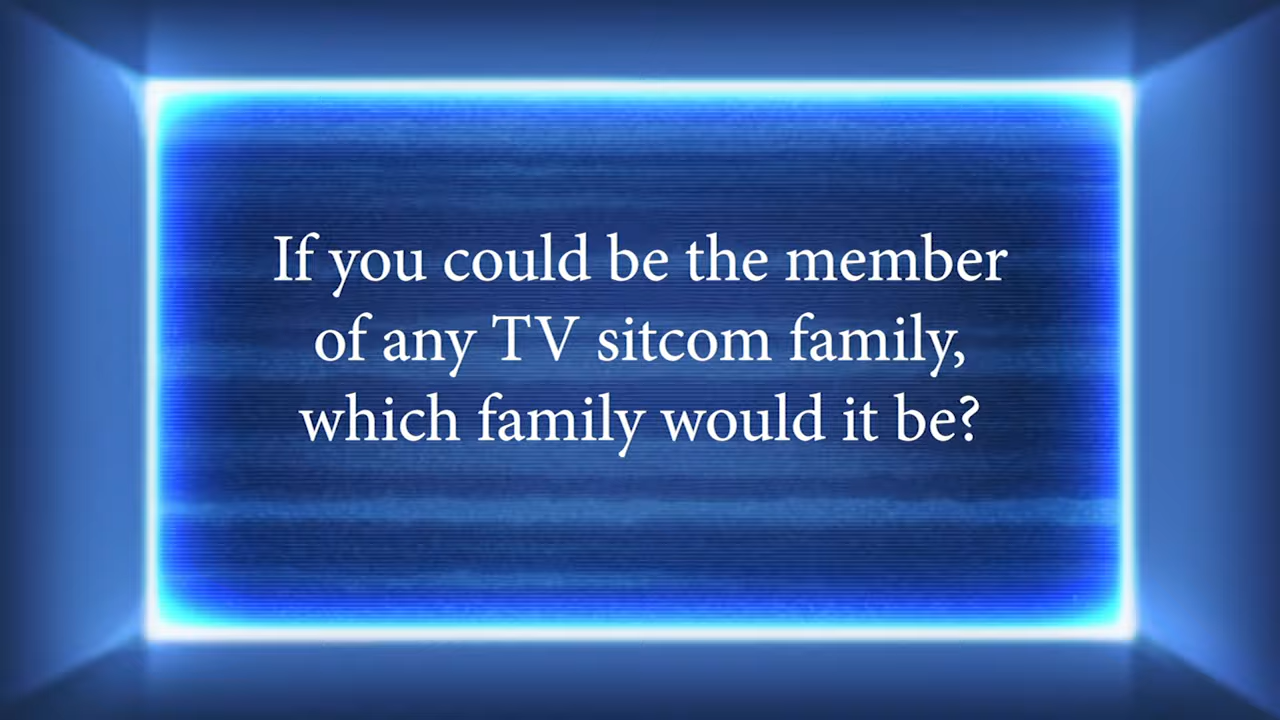 If you could be the member
of any TV sitcom family,
which family would it be?